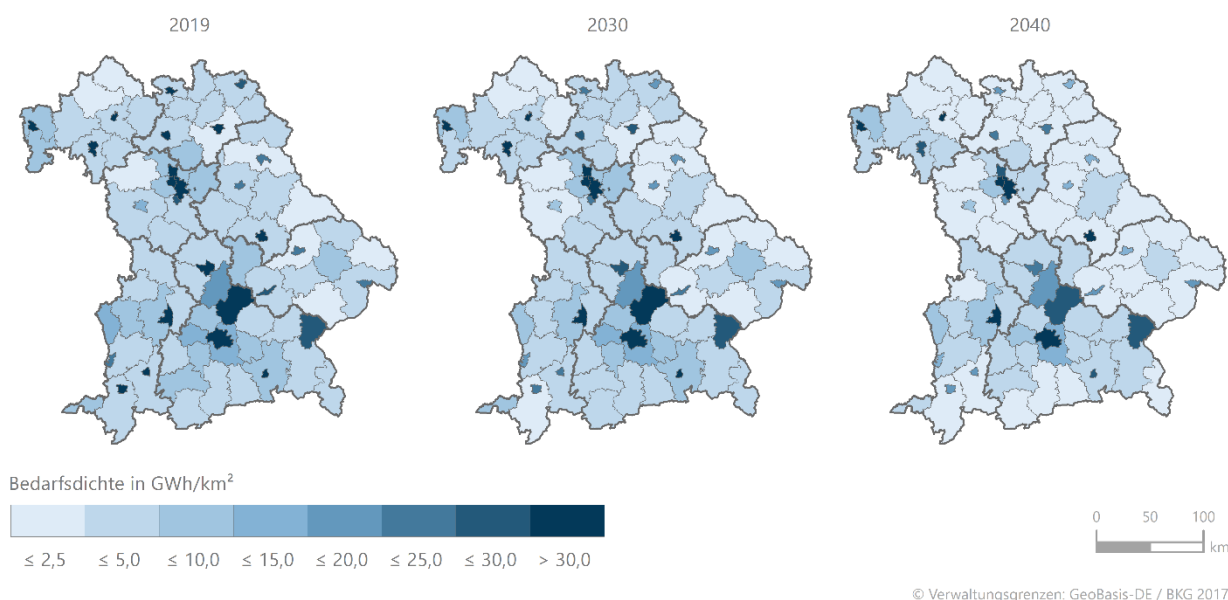 2019 2030 2040
Bedarfsdichte in GWh/km²
≤ 2,5 ≤ 5,0 ≤ 10,0 ≤ 15,0 ≤ 20,0 ≤ 25,0 ≤ 30,0 > 30,0
0 50 100
km
© Verwaltungsgrenzen: GeoBasis-DE / BKG 2017